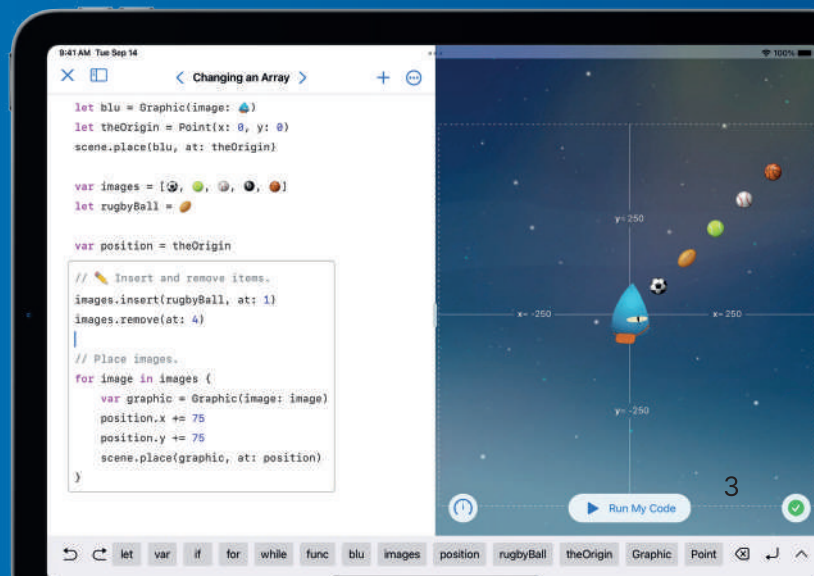 9:41 AM Tue Sep 14
100%
Changing an Array
let blu = Graphic(image: )
let theOrigin = Point(x: 0, y: 0)
scene.place(blu, at: theOrigin)
var images = [⚽, 🎾, ⚾, 🎱, 🏀]
let rugbyBall = 🏉
var position = theOrigin
// ✏️ Insert and remove items.
images.insert(rugbyBall, at: 1)
images.remove(at: 4)
// Place images.
for image in images {
var graphic = Graphic(image: image)
position.x += 75
position.y += 75
scene.place(graphic, at: position)
}
y= 250
x= -250
x= 250
y= -250
3
Run My Code
let var if for while func blu images position rugbyBall theOrigin Graphic Point